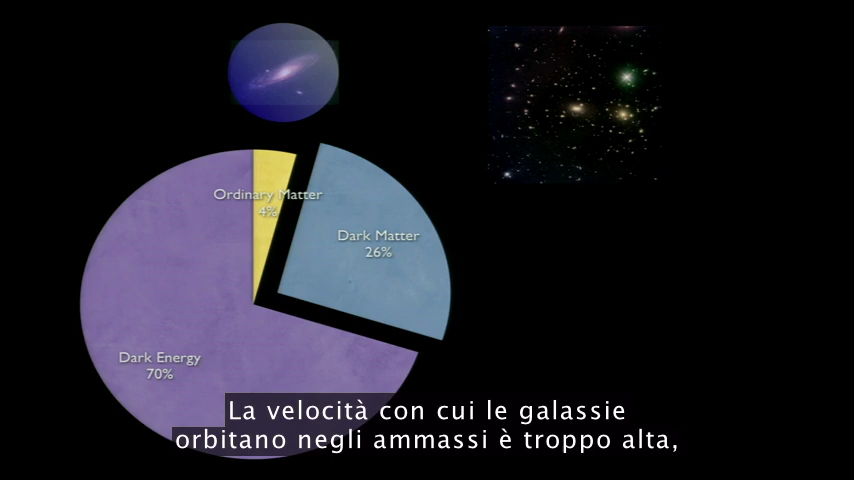 Ordinary Matter
4%
Dark Matter
26%
Dark Energy
70%
La velocità con cui le galassie
orbitano negli ammassi è troppo alta,